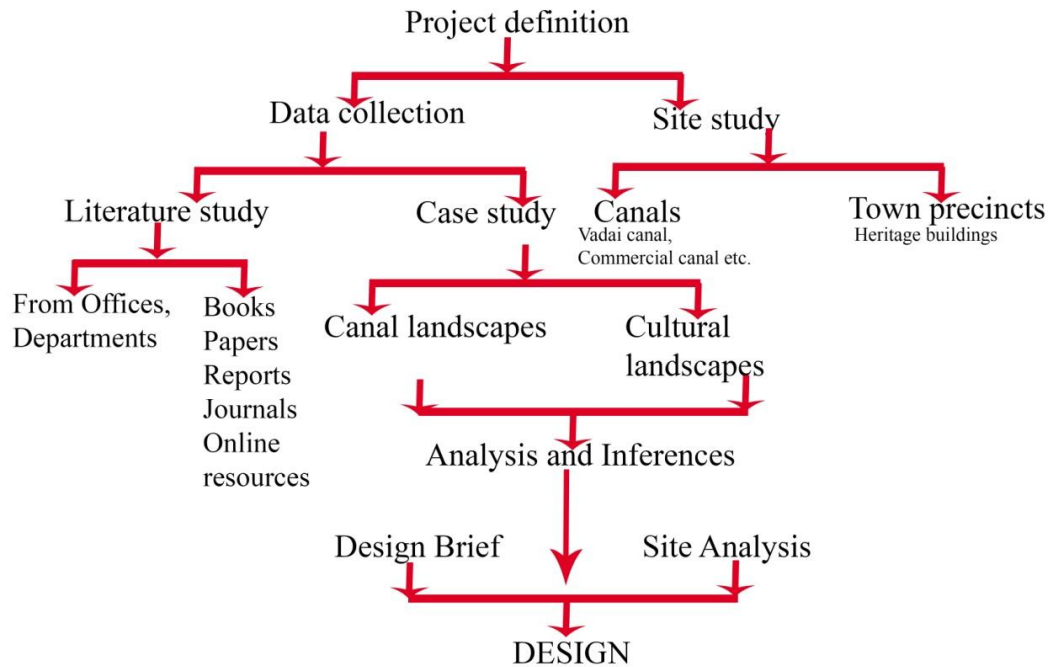 Project definition
Data collection
Site study
Literature study
Case study
Canals
Vadai canal,
Commercial canal etc.
Town precincts
Heritage buildings
From Offices,
Departments
Books
Papers
Reports
Journals
Online
resources
Canal landscapes
Cultural
landscapes
Analysis and Inferences
Design Brief
Site Analysis
DESIGN